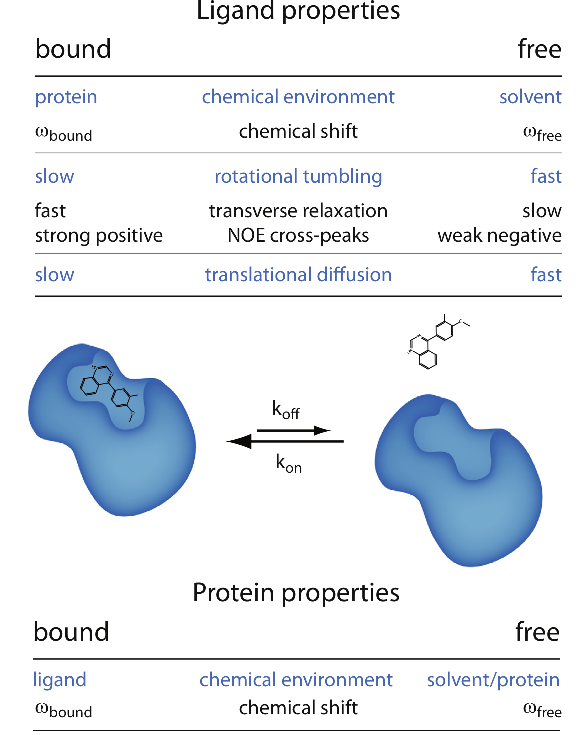 Ligand properties
bound free
protein chemical environment solvent
ωbound chemical shift ωfree
slow rotational tumbling fast
fast transverse relaxation slow
strong positive NOE cross-peaks weak negative
slow translational diffusion fast
koff
kon
Protein properties
bound free
ligand chemical environment solvent/protein
ωbound chemical shift ωfree